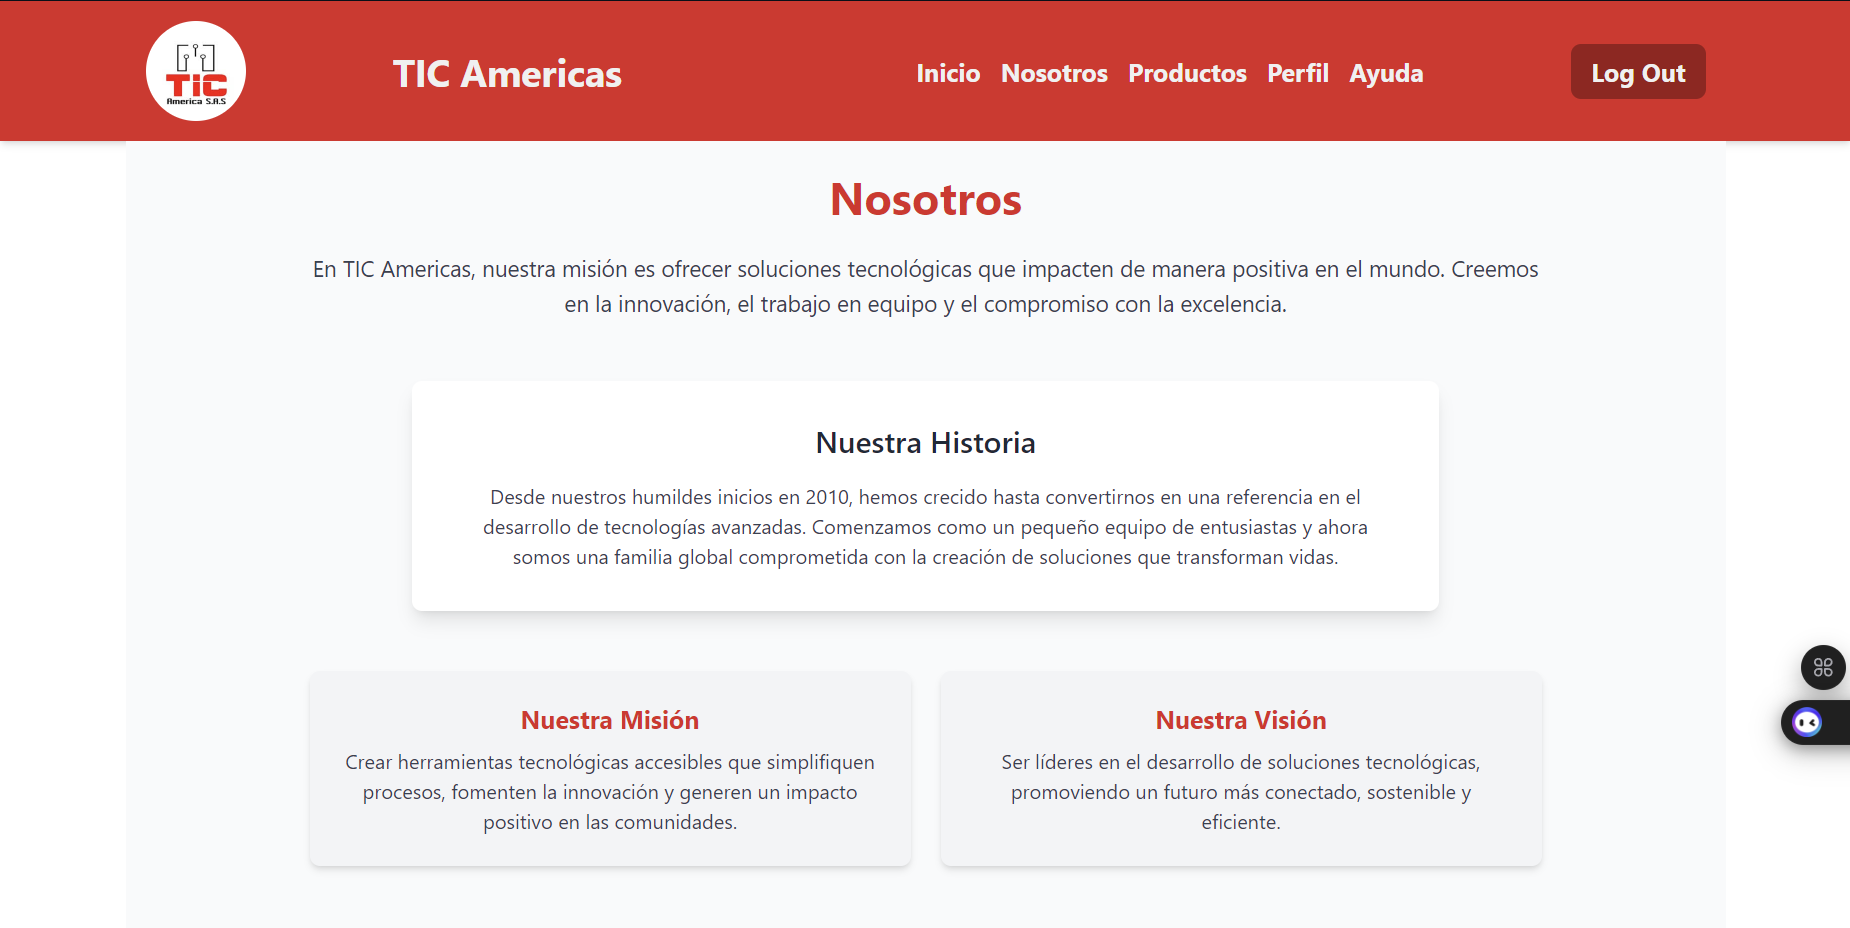 TiC
America S.A.S
TIC Americas
Inicio Nosotros Productos Perfil Ayuda
Log Out
Nosotros
En TIC Americas, nuestra misión es ofrecer soluciones tecnológicas que impacten de manera positiva en el mundo. Creemos
en la innovación, el trabajo en equipo y el compromiso con la excelencia.
Nuestra Historia
Desde nuestros humildes inicios en 2010, hemos crecido hasta convertirnos en una referencia en el
desarrollo de tecnologías avanzadas. Comenzamos como un pequeño equipo de entusiastas y ahora
somos una familia global comprometida con la creación de soluciones que transforman vidas.
Nuestra Misión
Crear herramientas tecnológicas accesibles que simplifiquen
procesos, fomenten la innovación y generen un impacto
positivo en las comunidades.
Nuestra Visión
Ser líderes en el desarrollo de soluciones tecnológicas,
promoviendo un futuro más conectado, sostenible y
eficiente.